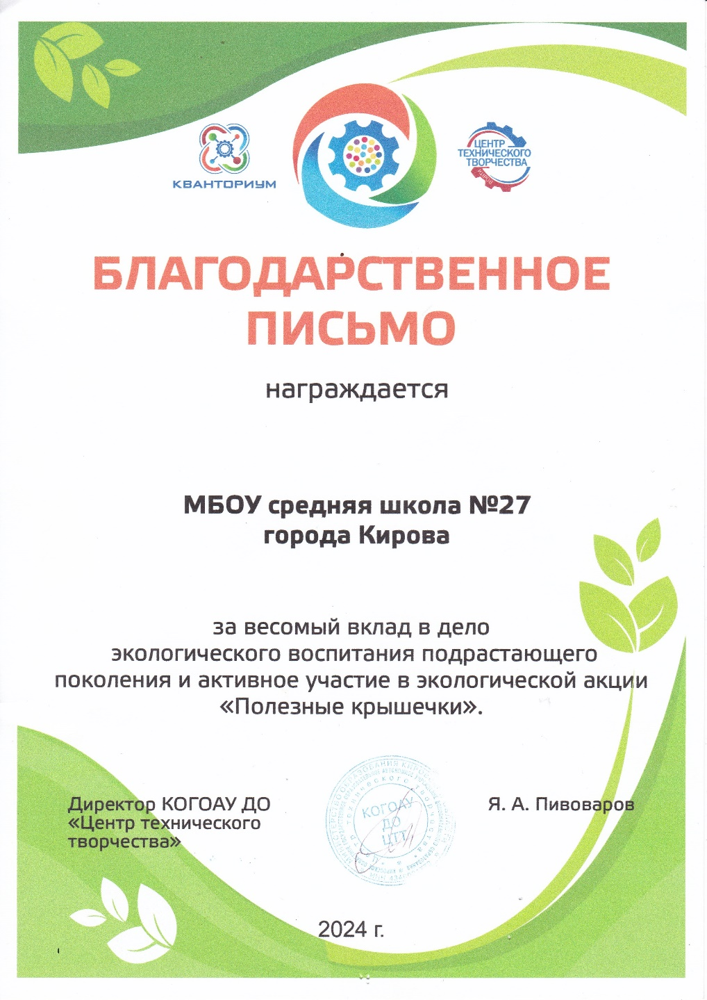 КВАНТОРИУМ
ЦЕНТР
ТЕХНИЧЕСКОГО
ТВОРЧЕСТВА
КИРОВ
БЛАГОДАРСТВЕННОЕ
ПИСЬМО
награждается
МБОУ средняя школа №27
города Кирова
за весомый вклад в дело
экологического воспитания подрастающего
поколения и активное участие в экологической акции
«Полезные крышечки».
Директор КОГОАУ ДО
«Центр технического
творчества»
КОГОАУ
ДО
ЦТТ
Я. А. Пивоваров
2024 г.